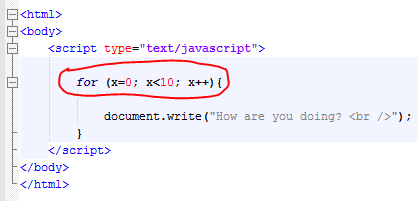 <html>
<body>
<script type="text/javascript">
for (x=0; x<10; x++){
document.write("How are you doing? <br />");
}
</script>
</body>
</html>